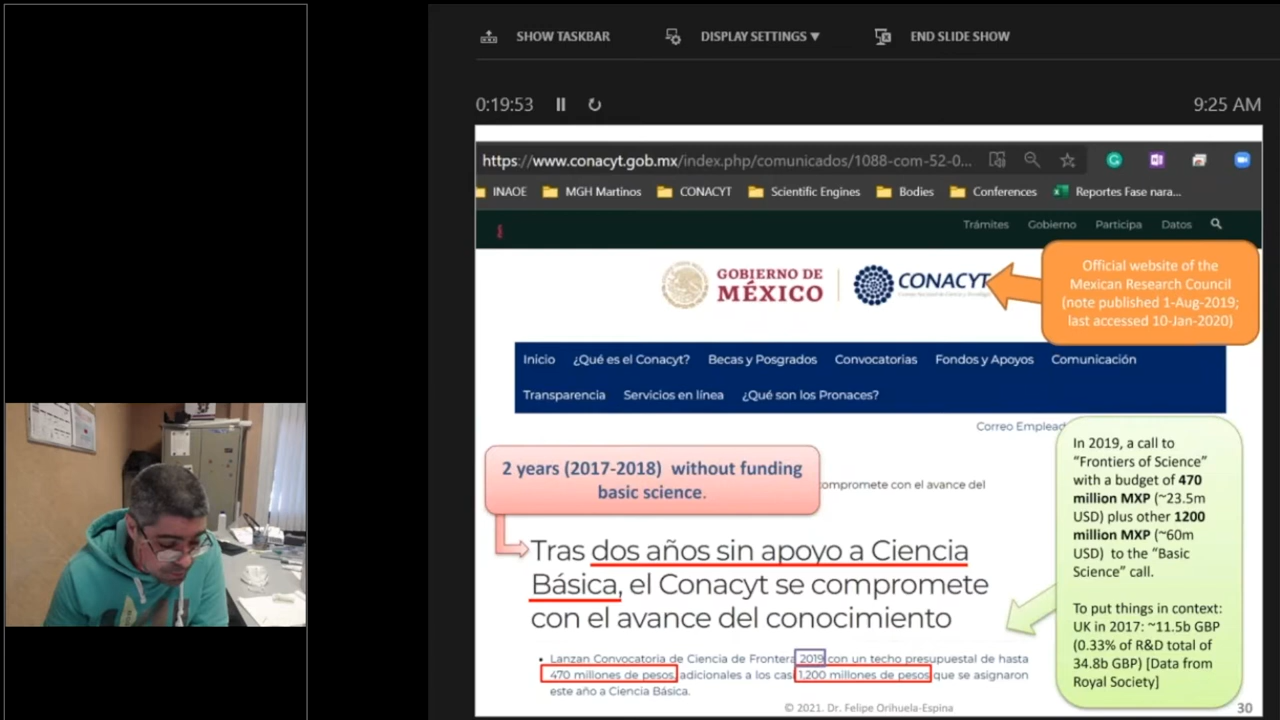 SHOW TASKBAR
DISPLAY SETTINGS ▼
END SLIDE SHOW
0:19:53
9:25 AM
https://www.conacyt.gob.mx/index.php/comunicados/1088-com-52-0...
INAOE
MGH Martinos
CONACYT
Scientific Engines
Bodies
Conferences
Reportes Fase nara...
Trámites
Gobierno
Participa
Datos
GOBIERNO DE
MÉXICO
CONACYT
Official website of the
Mexican Research Council
(note published 1-Aug-2019;
last accessed 10-Jan-2020)
Inicio
¿Qué es el Conacyt?
Becas y Posgrados
Convocatorias
Fondos y Apoyos
Comunicación
Transparencia
Servicios en línea
¿Qué son los Pronaces?
Correo Emplead
2 years (2017-2018) without funding
basic science.
compromete con el avance del
Tras dos años sin apoyo a Ciencia
Básica, el Conacyt se compromete
con el avance del conocimiento
• Lanzan Convocatoria de Ciencia de Frontera 2019 con un techo presupuestal de hasta
470 millones de pesos, adicionales a los casi 1,200 millones de pesos que se asignaron
este año a Ciencia Básica.
In 2019, a call to
“Frontiers of Science”
with a budget of 470
million MXP (~23.5m
USD) plus other 1200
million MXP (~60m
USD) to the “Basic
Science” call.
To put things in context:
UK in 2017: ~11.5b GBP
(0.33% of R&D total of
34.8b GBP) [Data from
Royal Society]
© 2021. Dr. Felipe Orihuela-Espina
30